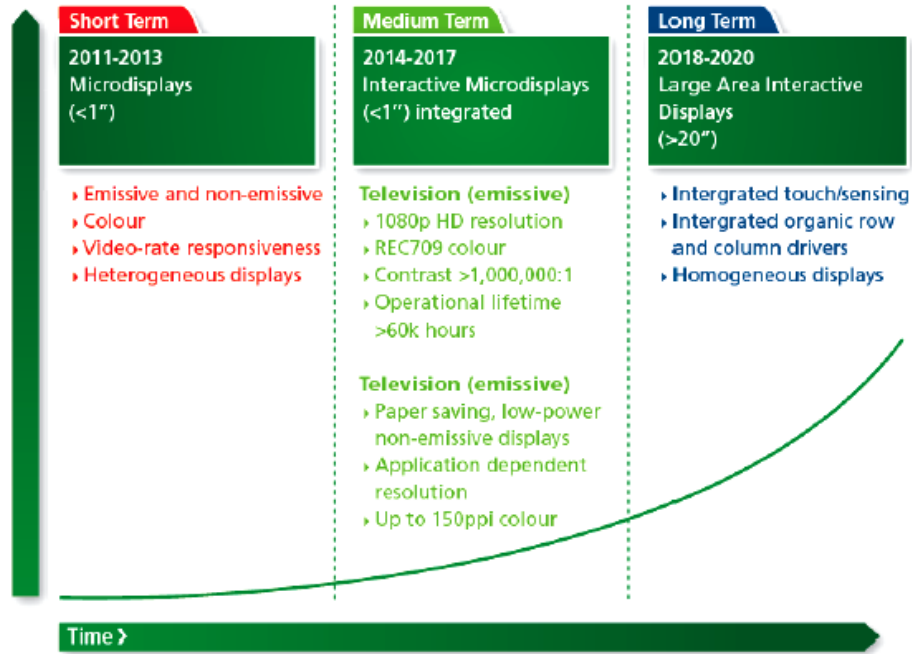 Short Term
2011-2013
Microdisplays
(<1")
▸ Emissive and non-emissive
▸ Colour
▸ Video-rate responsiveness
▸ Heterogeneous displays
Medium Term
2014-2017
Interactive Microdisplays
(<1") integrated
Television (emissive)
▸ 1080p HD resolution
▸ REC709 colour
▸ Contrast >1,000,000:1
▸ Operational lifetime
>60k hours
Television (emissive)
▸ Paper saving, low-power
non-emissive displays
▸ Application dependent
resolution
▸ Up to 150ppi colour
Long Term
2018-2020
Large Area Interactive
Displays
(>20")
▸ Intergrated touch/sensing
▸ Intergrated organic row
and column drivers
▸ Homogeneous displays
Time >